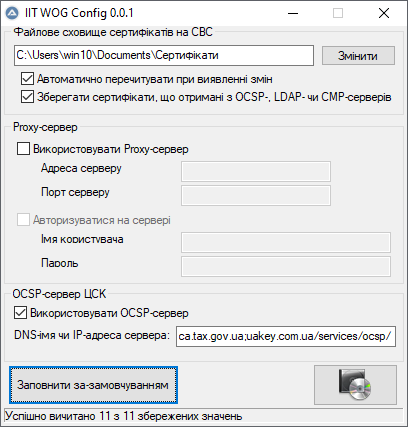 IIT WOG Config 0.0.1
Файлове сховище сертифікатів на СВС
C:\Users\win10\Documents\Сертифікати
Змінити
Автоматично перечитувати при виявленні змін
Зберегати сертифікати, що отримані з OCSP-, LDAP- чи CMP-серверів
Proxy-сервер
Використовувати Proxy-сервер
Адреса серверу
Порт серверу
Авторизуватися на сервері
Імя користувача
Пароль
OCSP-сервер ЦСК
Використовувати OCSP-сервер
DNS-імя чи IP-адреса сервера:
ca.tax.gov.ua;uakey.com.ua/services/ocsp/
Заповнити за-замовчуванням
Успішно вичитано 11 з 11 збережених значень